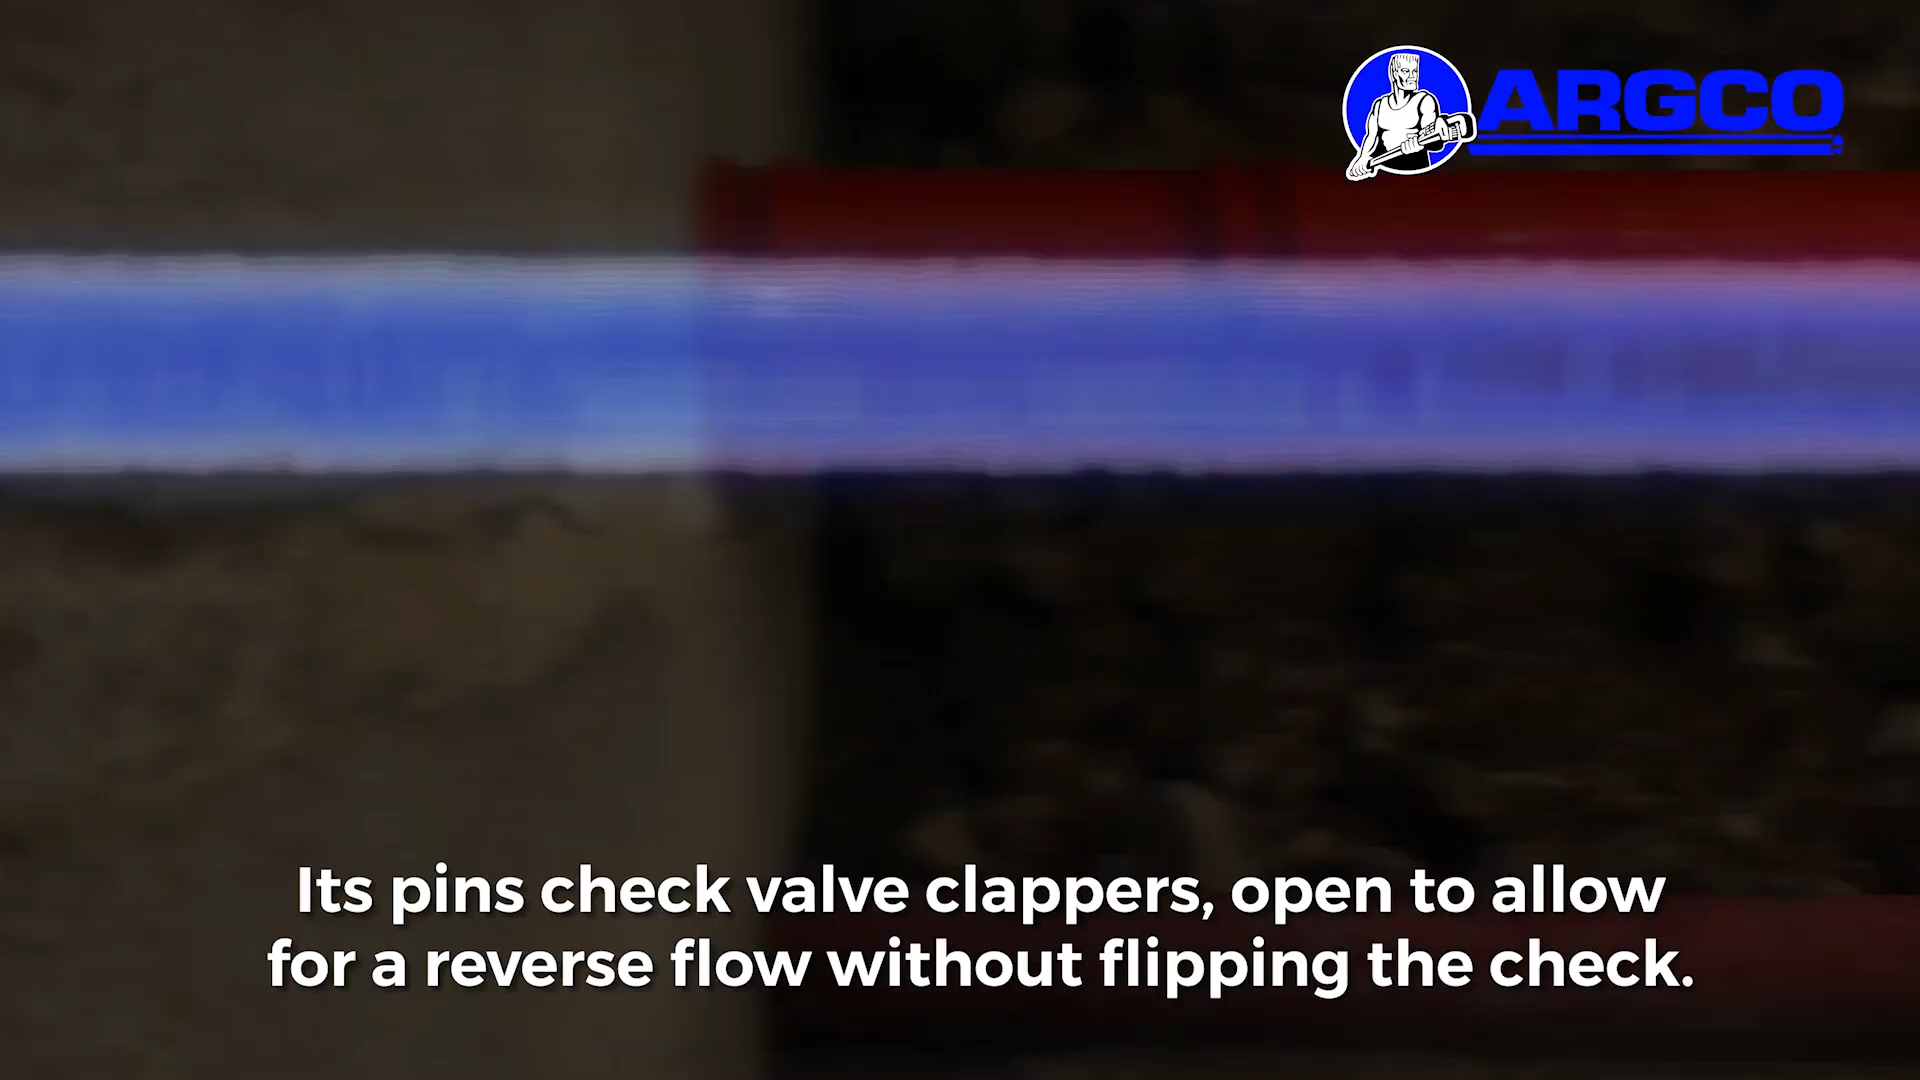 ARGCO
Its pins check valve clappers, open to allow
for a reverse flow without flipping the check.